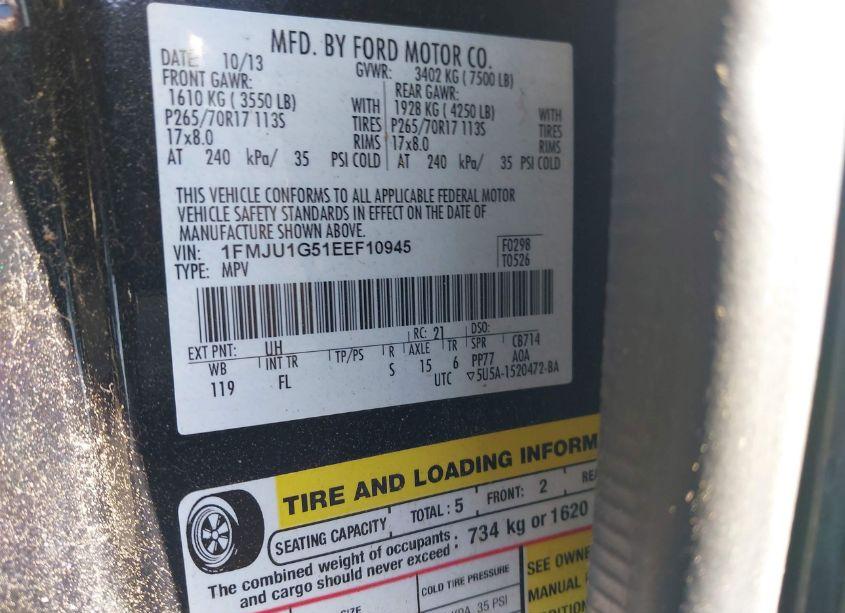 MFD. BY FORD MOTOR CO.
DATE: 10/13 GVWR: 3402 KG ( 7500 LB)
FRONT GAWR: REAR GAWR:
1610 KG ( 3550 LB) WITH 1928 KG ( 4250 LB) WITH
P265/70R17 113S TIRES P265/70R17 113S TIRES
17x8.0 RIMS 17x8.0 RIMS
AT 240 kPa/ 35 PSI COLD AT 240 kPa/ 35 PSI COLD
THIS VEHICLE CONFORMS TO ALL APPLICABLE FEDERAL MOTOR
VEHICLE SAFETY STANDARDS IN EFFECT ON THE DATE OF
MANUFACTURE SHOWN ABOVE.
VIN: 1FMJU1G51EEF10945 F0298
TYPE: MPV T0526
EXT PNT: UH RC: 21 DSO: CB714
WB INT TR TP/PS R AXLE TR SPR AOA
119 FL S 15 6 PP77
UTC ▽5U5A-1520472-BA
TIRE AND LOADING INFORM
SEATING CAPACITY TOTAL : 5 FRONT: 2
The combined weight of occupants
and cargo should never exceed : 734 kg or 1620
COLD TIRE PRESSURE SEE OWNE
MANUAL
35 PSI